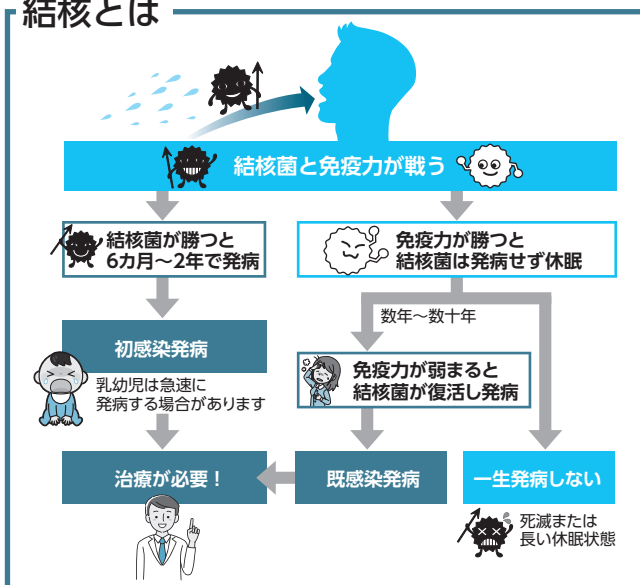 結核とは
結核菌と免疫力が戦う
結核菌が勝つと
6カ月～2年で発病
免疫力が勝つと
結核菌は発病せず休眠
数年～数十年
初感染発病
乳幼児は急速に
発病する場合があります
免疫力が弱まると
結核菌が復活し発病
治療が必要！
既感染発病
一生発病しない
死滅または
長い休眠状態